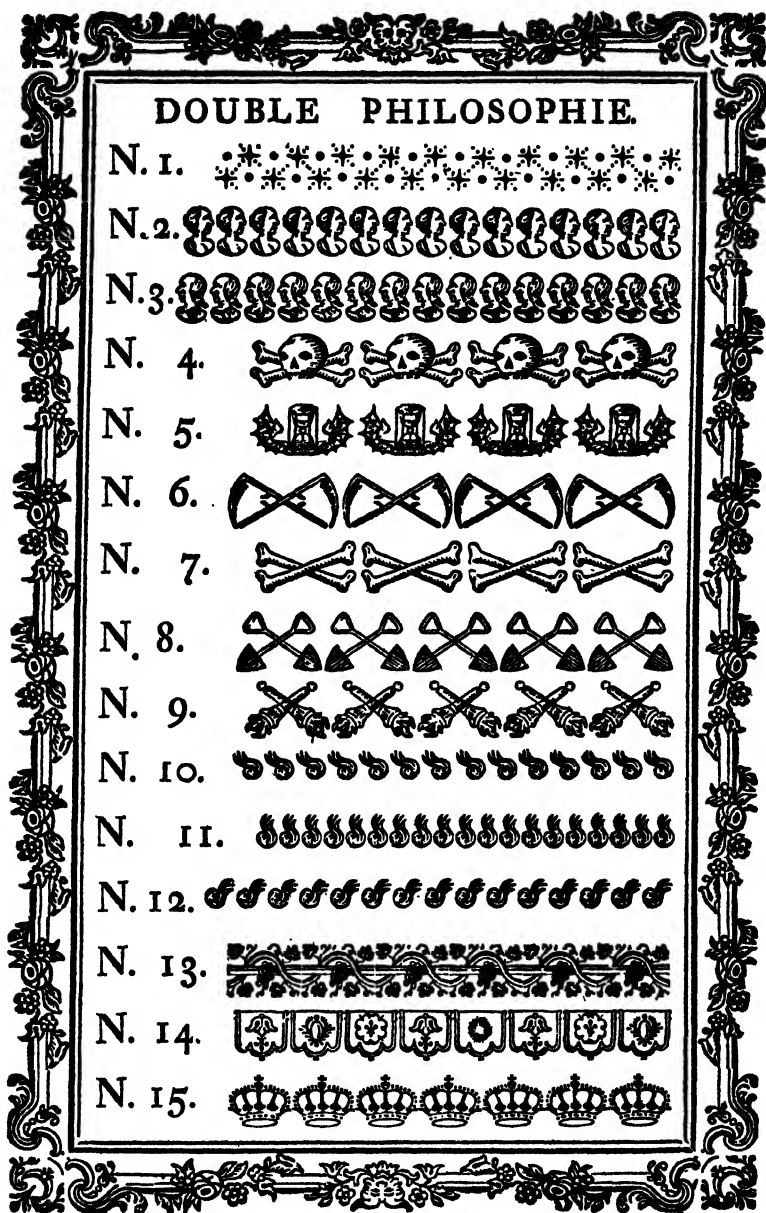 DOUBLE PHILOSOPHIE.
N. 1.
N. 2.
N. 3.
N. 4.
N. 5.
N. 6.
N. 7.
N. 8.
N. 9.
N. 10.
N. 11.
N. 12.
N. 13.
N. 14.
N. 15.